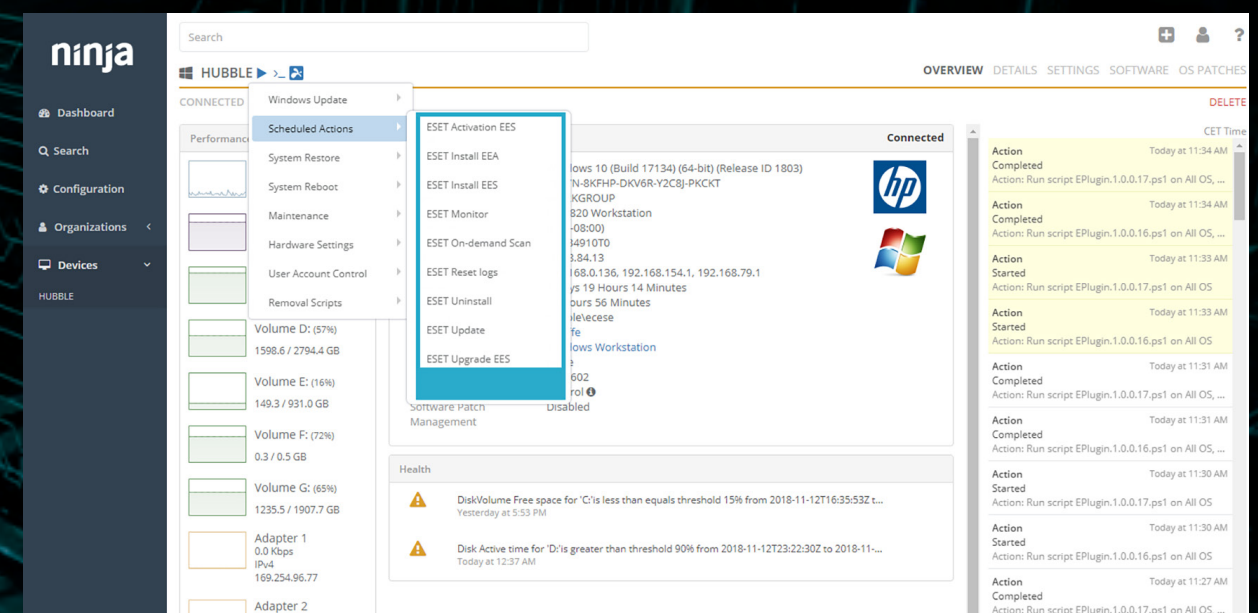 ninja
Dashboard
Search
Configuration
Organizations
Devices
HUBBLE
Search
?
HUBBLE
OVERVIEW DETAILS SETTINGS SOFTWARE OS PATCHES
CONNECTED
DELETE
Windows Update
Scheduled Actions
System Restore
System Reboot
Maintenance
Hardware Settings
User Account Control
Removal Scripts
ESET Activation EES
ESET Install EEA
ESET Install EES
ESET Monitor
ESET On-demand Scan
ESET Reset logs
ESET Uninstall
ESET Update
ESET Upgrade EES
Volume D: (57%)
1598.6 / 2794.4 GB
Volume E: (16%)
149.3 / 931.0 GB
Volume F: (72%)
0.3 / 0.5 GB
Volume G: (65%)
1235.5 / 1907.7 GB
Adapter 1
0.0 Kbps
IPv4
169.254.96.77
Adapter 2
Connected
hp
10 (Build 17134) (64-bit) (Release ID 1803)
-8KFHP-DKV6R-Y2C8J-PKCKT
820 Workstation
-08:00)
.84.13
168.0.136, 192.168.154.1, 192.168.79.1
19 Hours 14 Minutes
56 Minutes
Workstation
Software Patch Management
Disabled
Health
DiskVolume Free space for 'C:'is less than equals threshold 15% from 2018-11-12T16:35:53Z t...
Yesterday at 5:53 PM
Disk Active time for 'D:'is greater than threshold 90% from 2018-11-12T23:22:30Z to 2018-11-...
Today at 12:37 AM
CET Time
Action Today at 11:34 AM
Completed
Action: Run script EPlugin.1.0.0.17.ps1 on All OS, ...
Action Today at 11:34 AM
Completed
Action: Run script EPlugin.1.0.0.16.ps1 on All OS, ...
Action Today at 11:33 AM
Started
Action: Run script EPlugin.1.0.0.17.ps1 on All OS
Action Today at 11:33 AM
Started
Action: Run script EPlugin.1.0.0.16.ps1 on All OS
Action Today at 11:31 AM
Completed
Action: Run script EPlugin.1.0.0.17.ps1 on All OS, ...
Action Today at 11:31 AM
Completed
Action: Run script EPlugin.1.0.0.16.ps1 on All OS, ...
Action Today at 11:30 AM
Started
Action: Run script EPlugin.1.0.0.17.ps1 on All OS
Action Today at 11:30 AM
Started
Action: Run script EPlugin.1.0.0.16.ps1 on All OS
Action Today at 11:27 AM
Completed
Action: Run script EPlugin.1.0.0.17.ps1 on All OS, ...